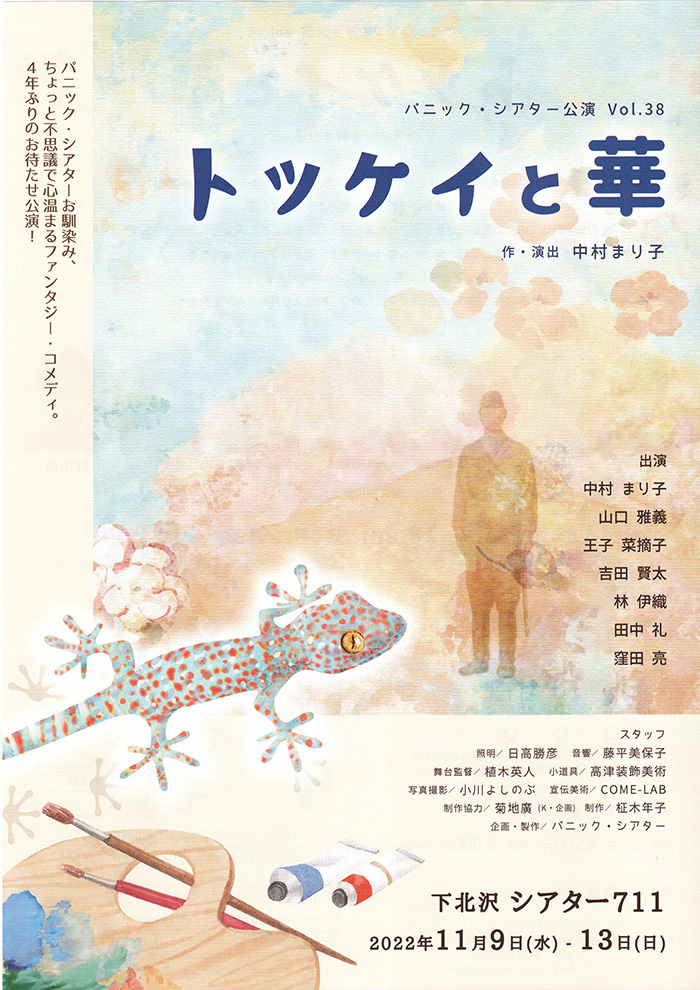 パニック・シアターお馴染み、
ちょっと不思議で心温まるファンタジー・コメディ。
4年ぶりのお待たせ公演！
パニック・シアター公演 Vol.38
トッケイと華
作・演出 中村まり子
出演
中村 まり子
山口 雅義
王子 菜摘子
吉田 賢太
林 伊織
田中 礼
窪田 亮
スタッフ
照明／日高勝彦 音響／藤平美保子
舞台監督／植木英人 小道具／高津装飾美術
写真撮影／小川よしのぶ 宣伝美術／COME-LAB
制作協力／菊地廣 (K・企画) 制作／柾木年子
企画・製作／パニック・シアター
下北沢 シアター711
2022年11月9日(水) - 13日(日)